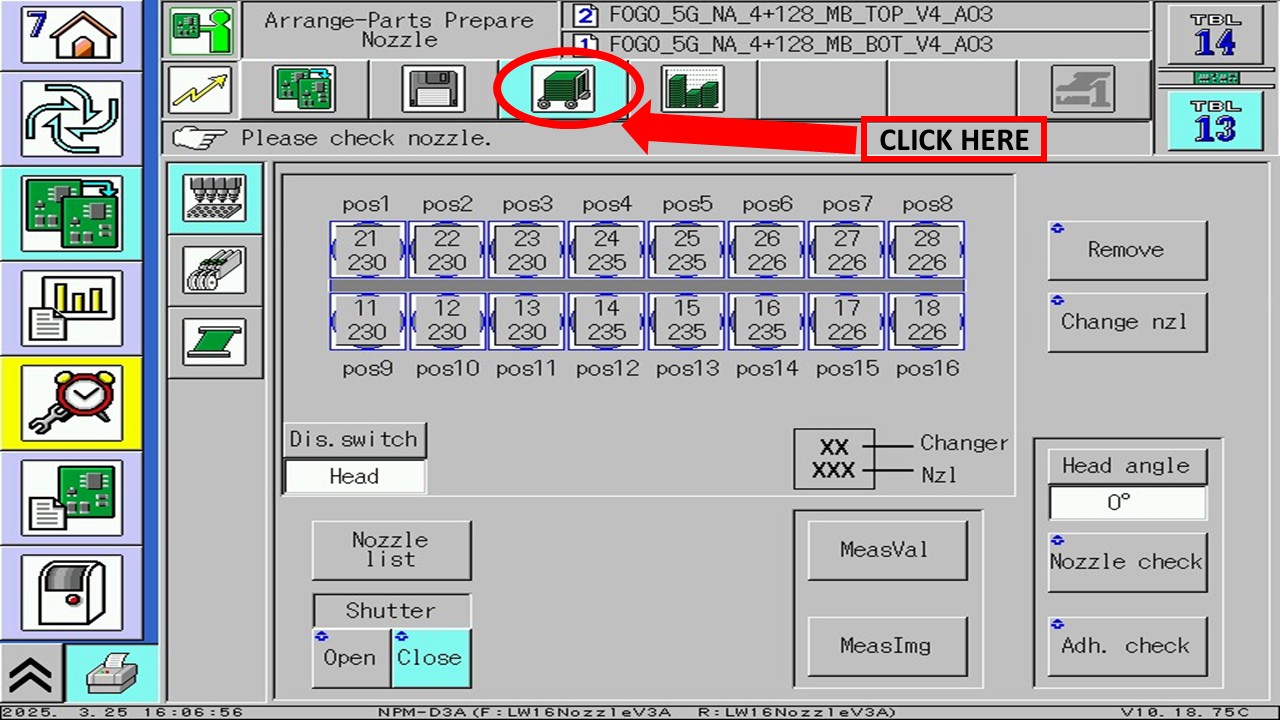 7
Arrange-Parts Prepare
Nozzle
2 FOGO_5G_NA_4+128_MB_TOP_V4_A03
1 FOGO_5G_NA_4+128_MB_BOT_V4_A03
TBL
14
TBL
13
Please check nozzle.
CLICK HERE
pos1 pos2 pos3 pos4 pos5 pos6 pos7 pos8
21 22 23 24 25 26 27 28
230 230 230 235 235 226 226 226
11 12 13 14 15 16 17 18
230 230 230 235 235 235 226 226
pos9 pos10 pos11 pos12 pos13 pos14 pos15 pos16
Remove
Change nzl
Dis.switch
Head
XX Changer
XXX Nzl
Head angle
0°
Nozzle check
Adh. check
Nozzle
list
Shutter
Open Close
MeasVal
MeasImg
2025. 3.25 16:06:56 NPM-D3A(F:LW16NozzleV3A R:LW16NozzleV3A) V10.18.75C